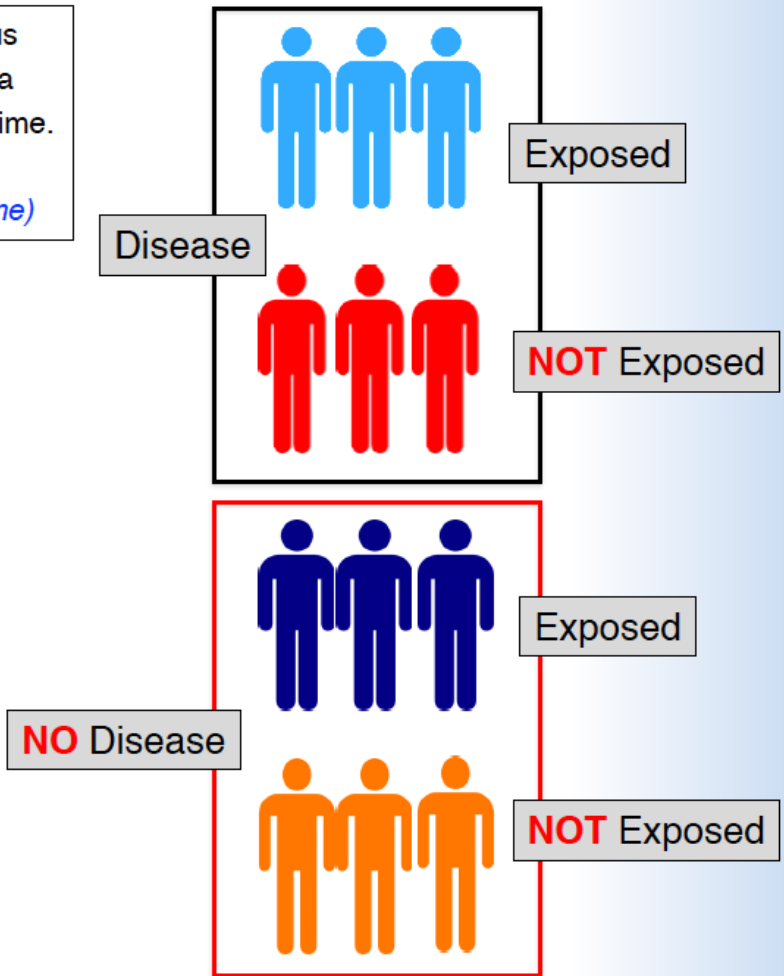 us
a
ime.
ne)
Exposed
Disease
NOT Exposed
Exposed
NO Disease
NOT Exposed